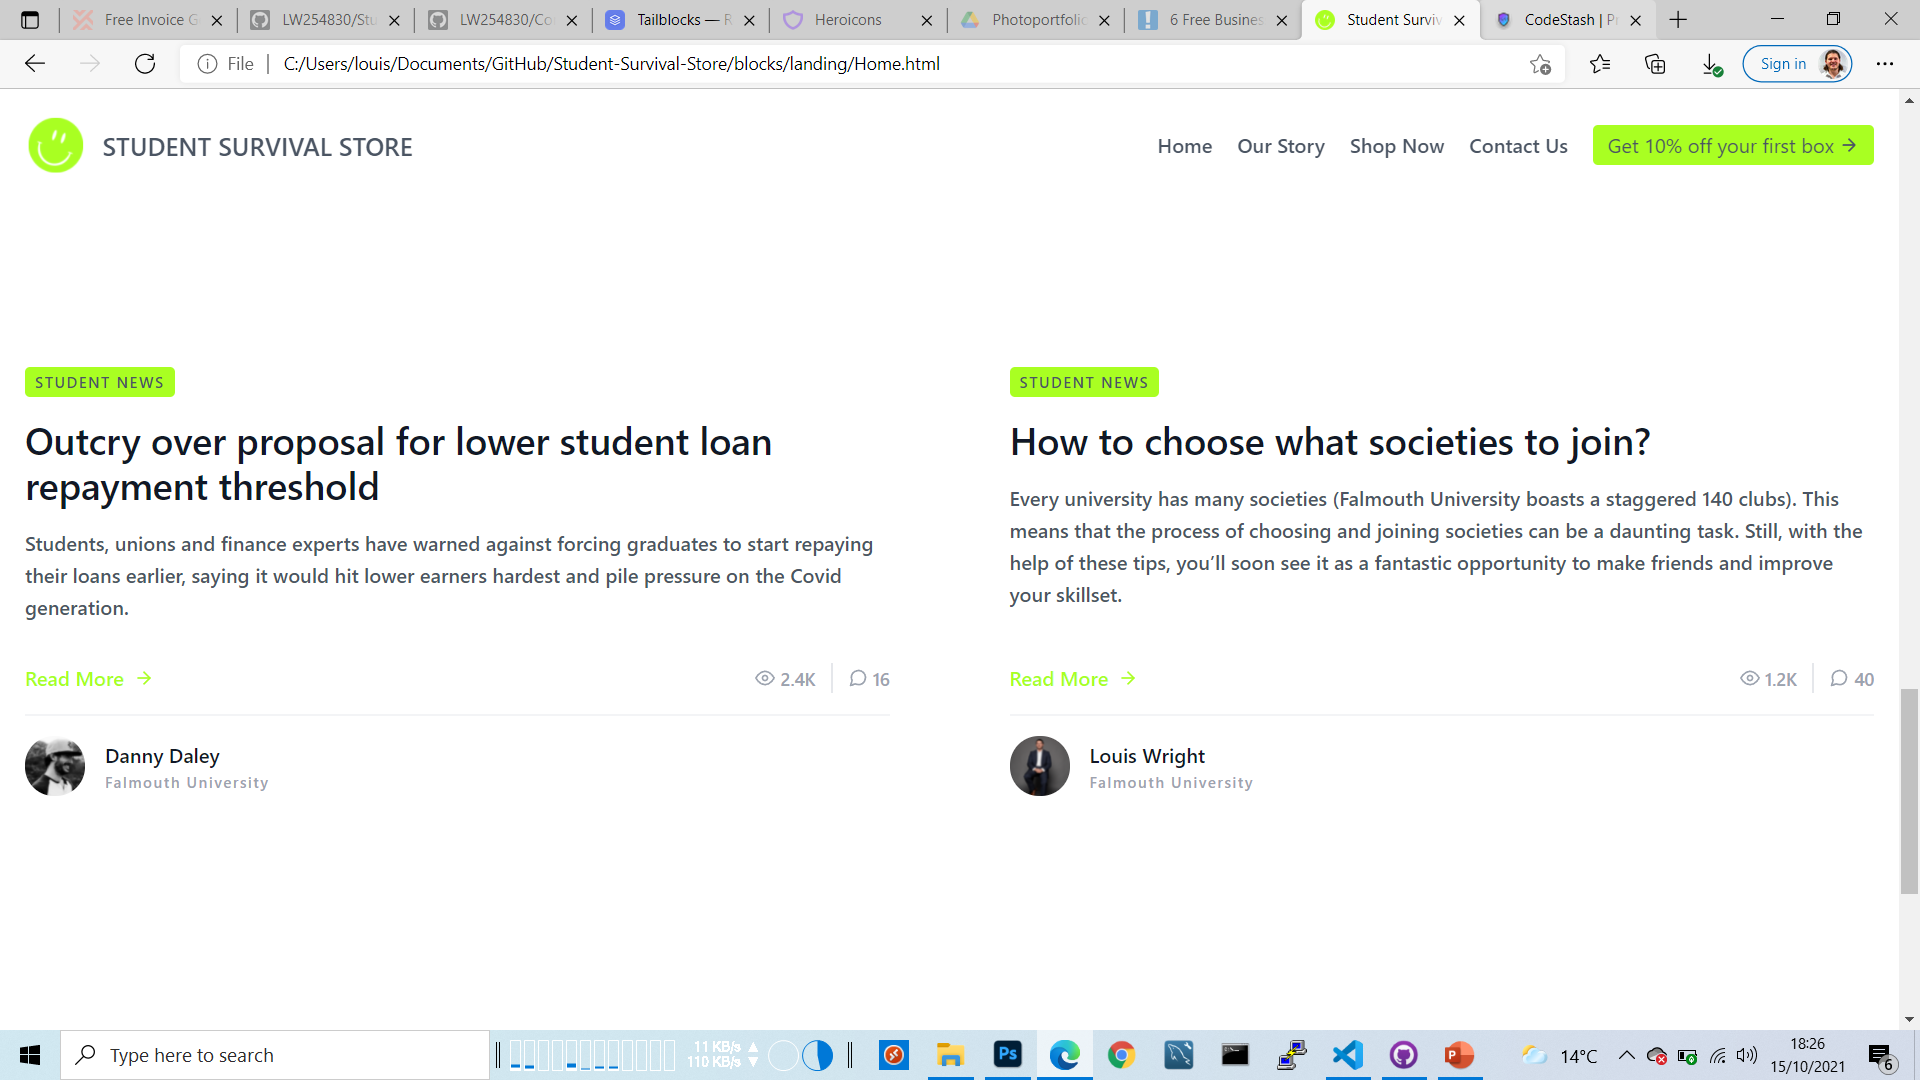 Free Invoice G
LW254830/Stu
LW254830/Co
Tailblocks — R
Heroicons
Photoportfolio
6 Free Busines
Student Surviv
CodeStash | Pr
File
C:/Users/louis/Documents/GitHub/Student-Survival-Store/blocks/landing/Home.html
Sign in
STUDENT SURVIVAL STORE
Home
Our Story
Shop Now
Contact Us
Get 10% off your first box →
STUDENT NEWS
Outcry over proposal for lower student loan
repayment threshold
Students, unions and finance experts have warned against forcing graduates to start repaying
their loans earlier, saying it would hit lower earners hardest and pile pressure on the Covid
generation.
Read More →
2.4K
16
Danny Daley
Falmouth University
STUDENT NEWS
How to choose what societies to join?
Every university has many societies (Falmouth University boasts a staggered 140 clubs). This
means that the process of choosing and joining societies can be a daunting task. Still, with the
help of these tips, you’ll soon see it as a fantastic opportunity to make friends and improve
your skillset.
Read More →
1.2K
40
Louis Wright
Falmouth University
Type here to search
11 KB/s
110 KB/s
Ps
P
14°C
18:26
15/10/2021
6